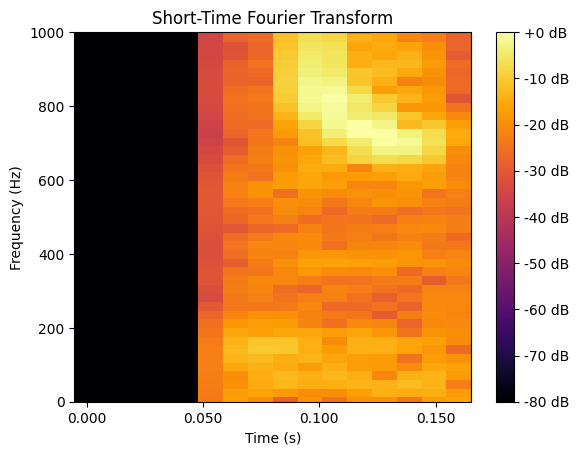 Short-Time Fourier Transform
1000
800
600
400
200
0
Frequency (Hz)
0.000
0.050
0.100
0.150
Time (s)
+0 dB
-10 dB
-20 dB
-30 dB
-40 dB
-50 dB
-60 dB
-70 dB
-80 dB